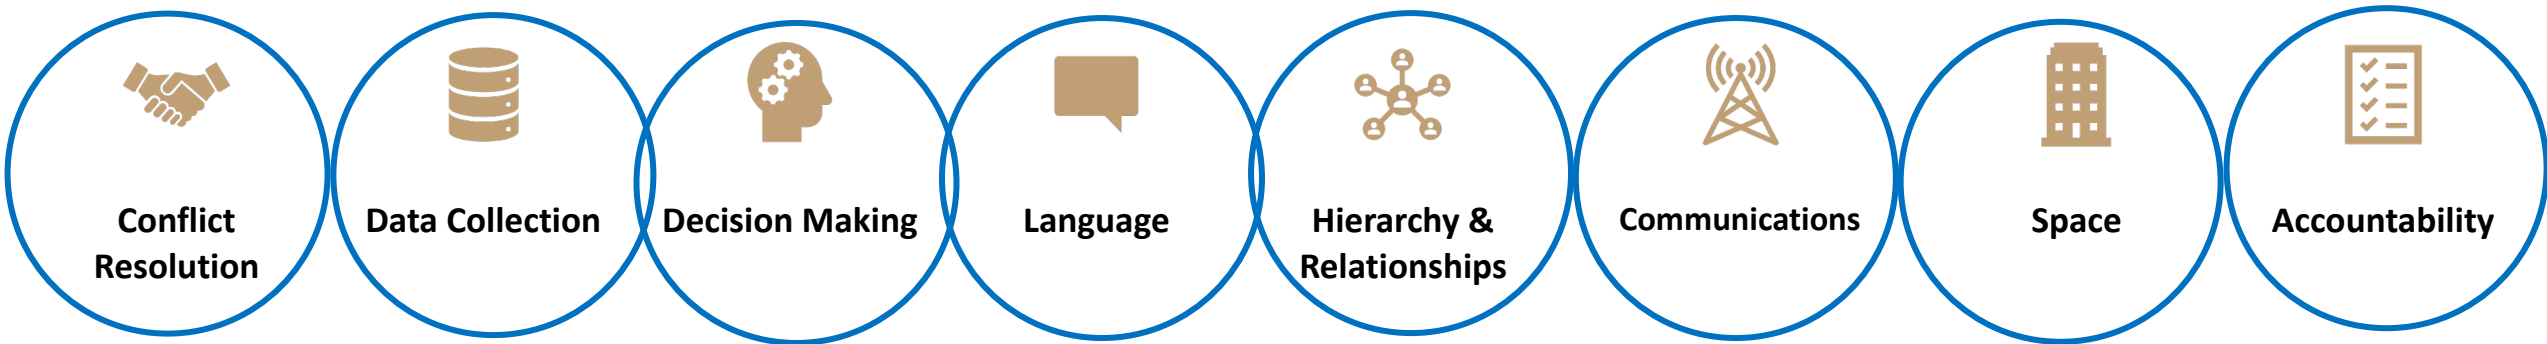 Conflict
Resolution
Data Collection
Decision Making
Language
Hierarchy &
Relationships
Communications
Space
Accountability